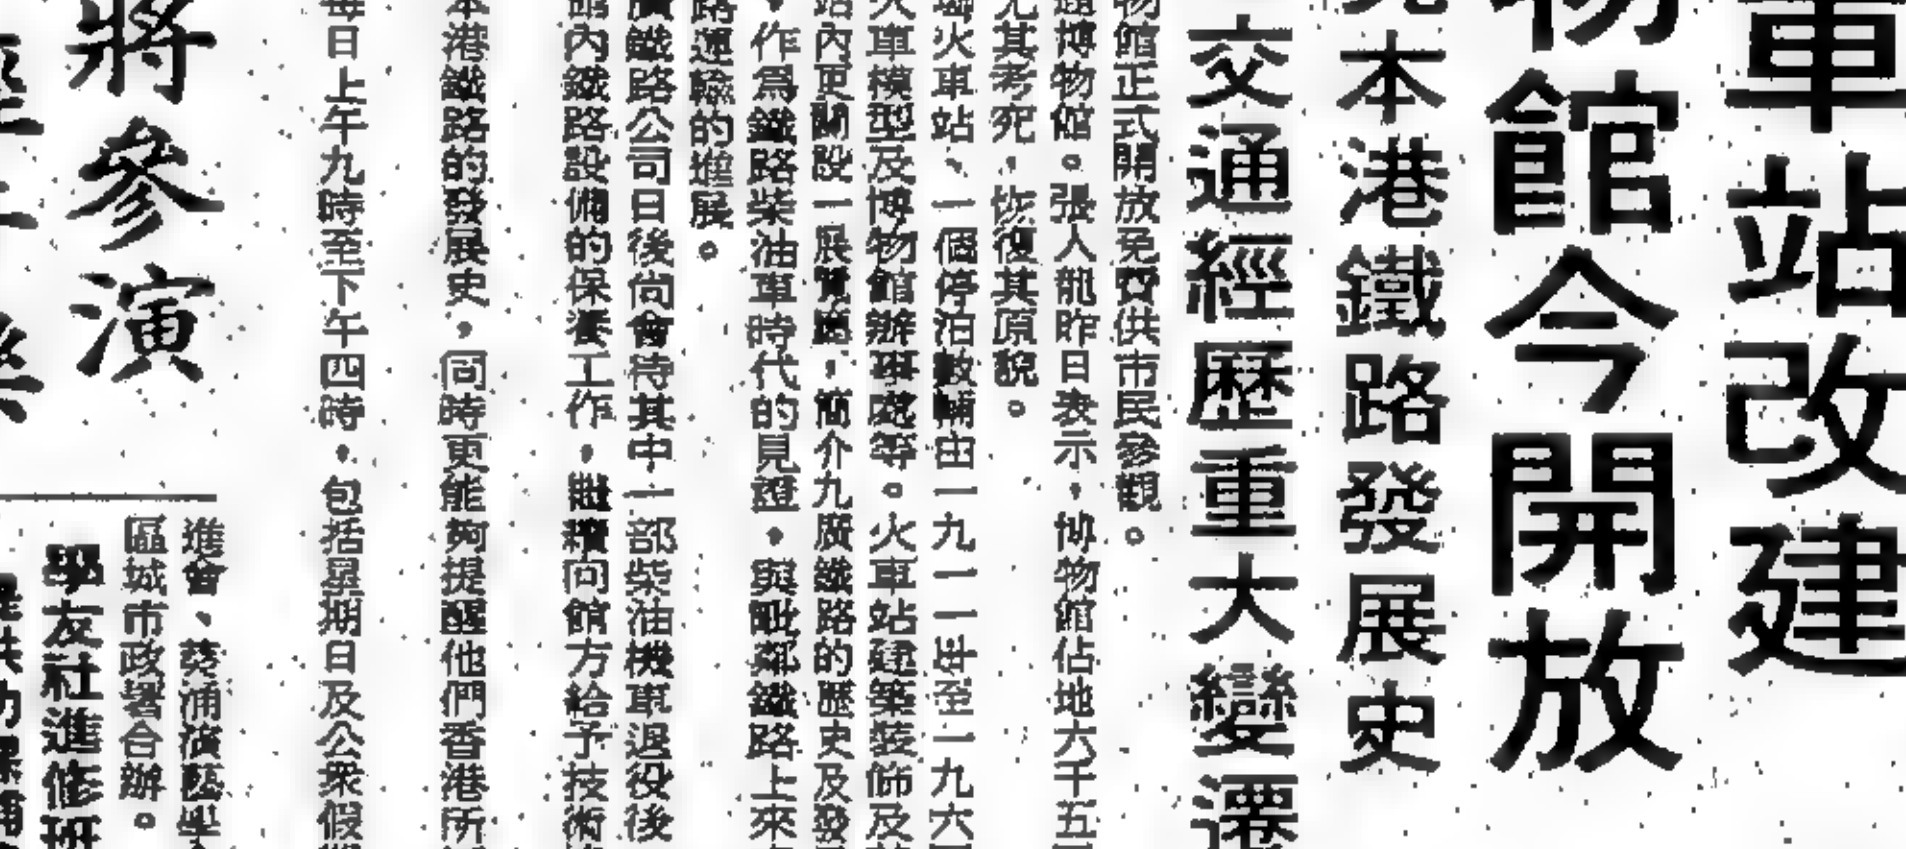 車站改建
物館今開放
本港鐵路發展史
交通經歷重大變遷
物館正式開放免費供市民參觀。
通博物館。張人龍昨日表示，博物館佔地六千五
其考究，恢復其原貌。
火車站、一個停泊數輛由一九一一年至一九六
火車模型及博物館辦事處等。火車站建築裝飾及
站內更闢設一展覽廊，簡介九廣鐵路的歷史及發
，作為鐵路柴油車時代的見證，與毗鄰鐵路上來
路運輸的進展。
廣鐵路公司日後尚會待其中一部柴油機車退役後
館內鐵路設備的保養工作，繼續向館方給予技術
本港鐵路的發展史，同時更能夠提醒他們香港所
每日上午九時至下午四時，包括星期日及公眾假
將參演
進會、葵涌演藝
區城市政署合辦。
學友社進修班